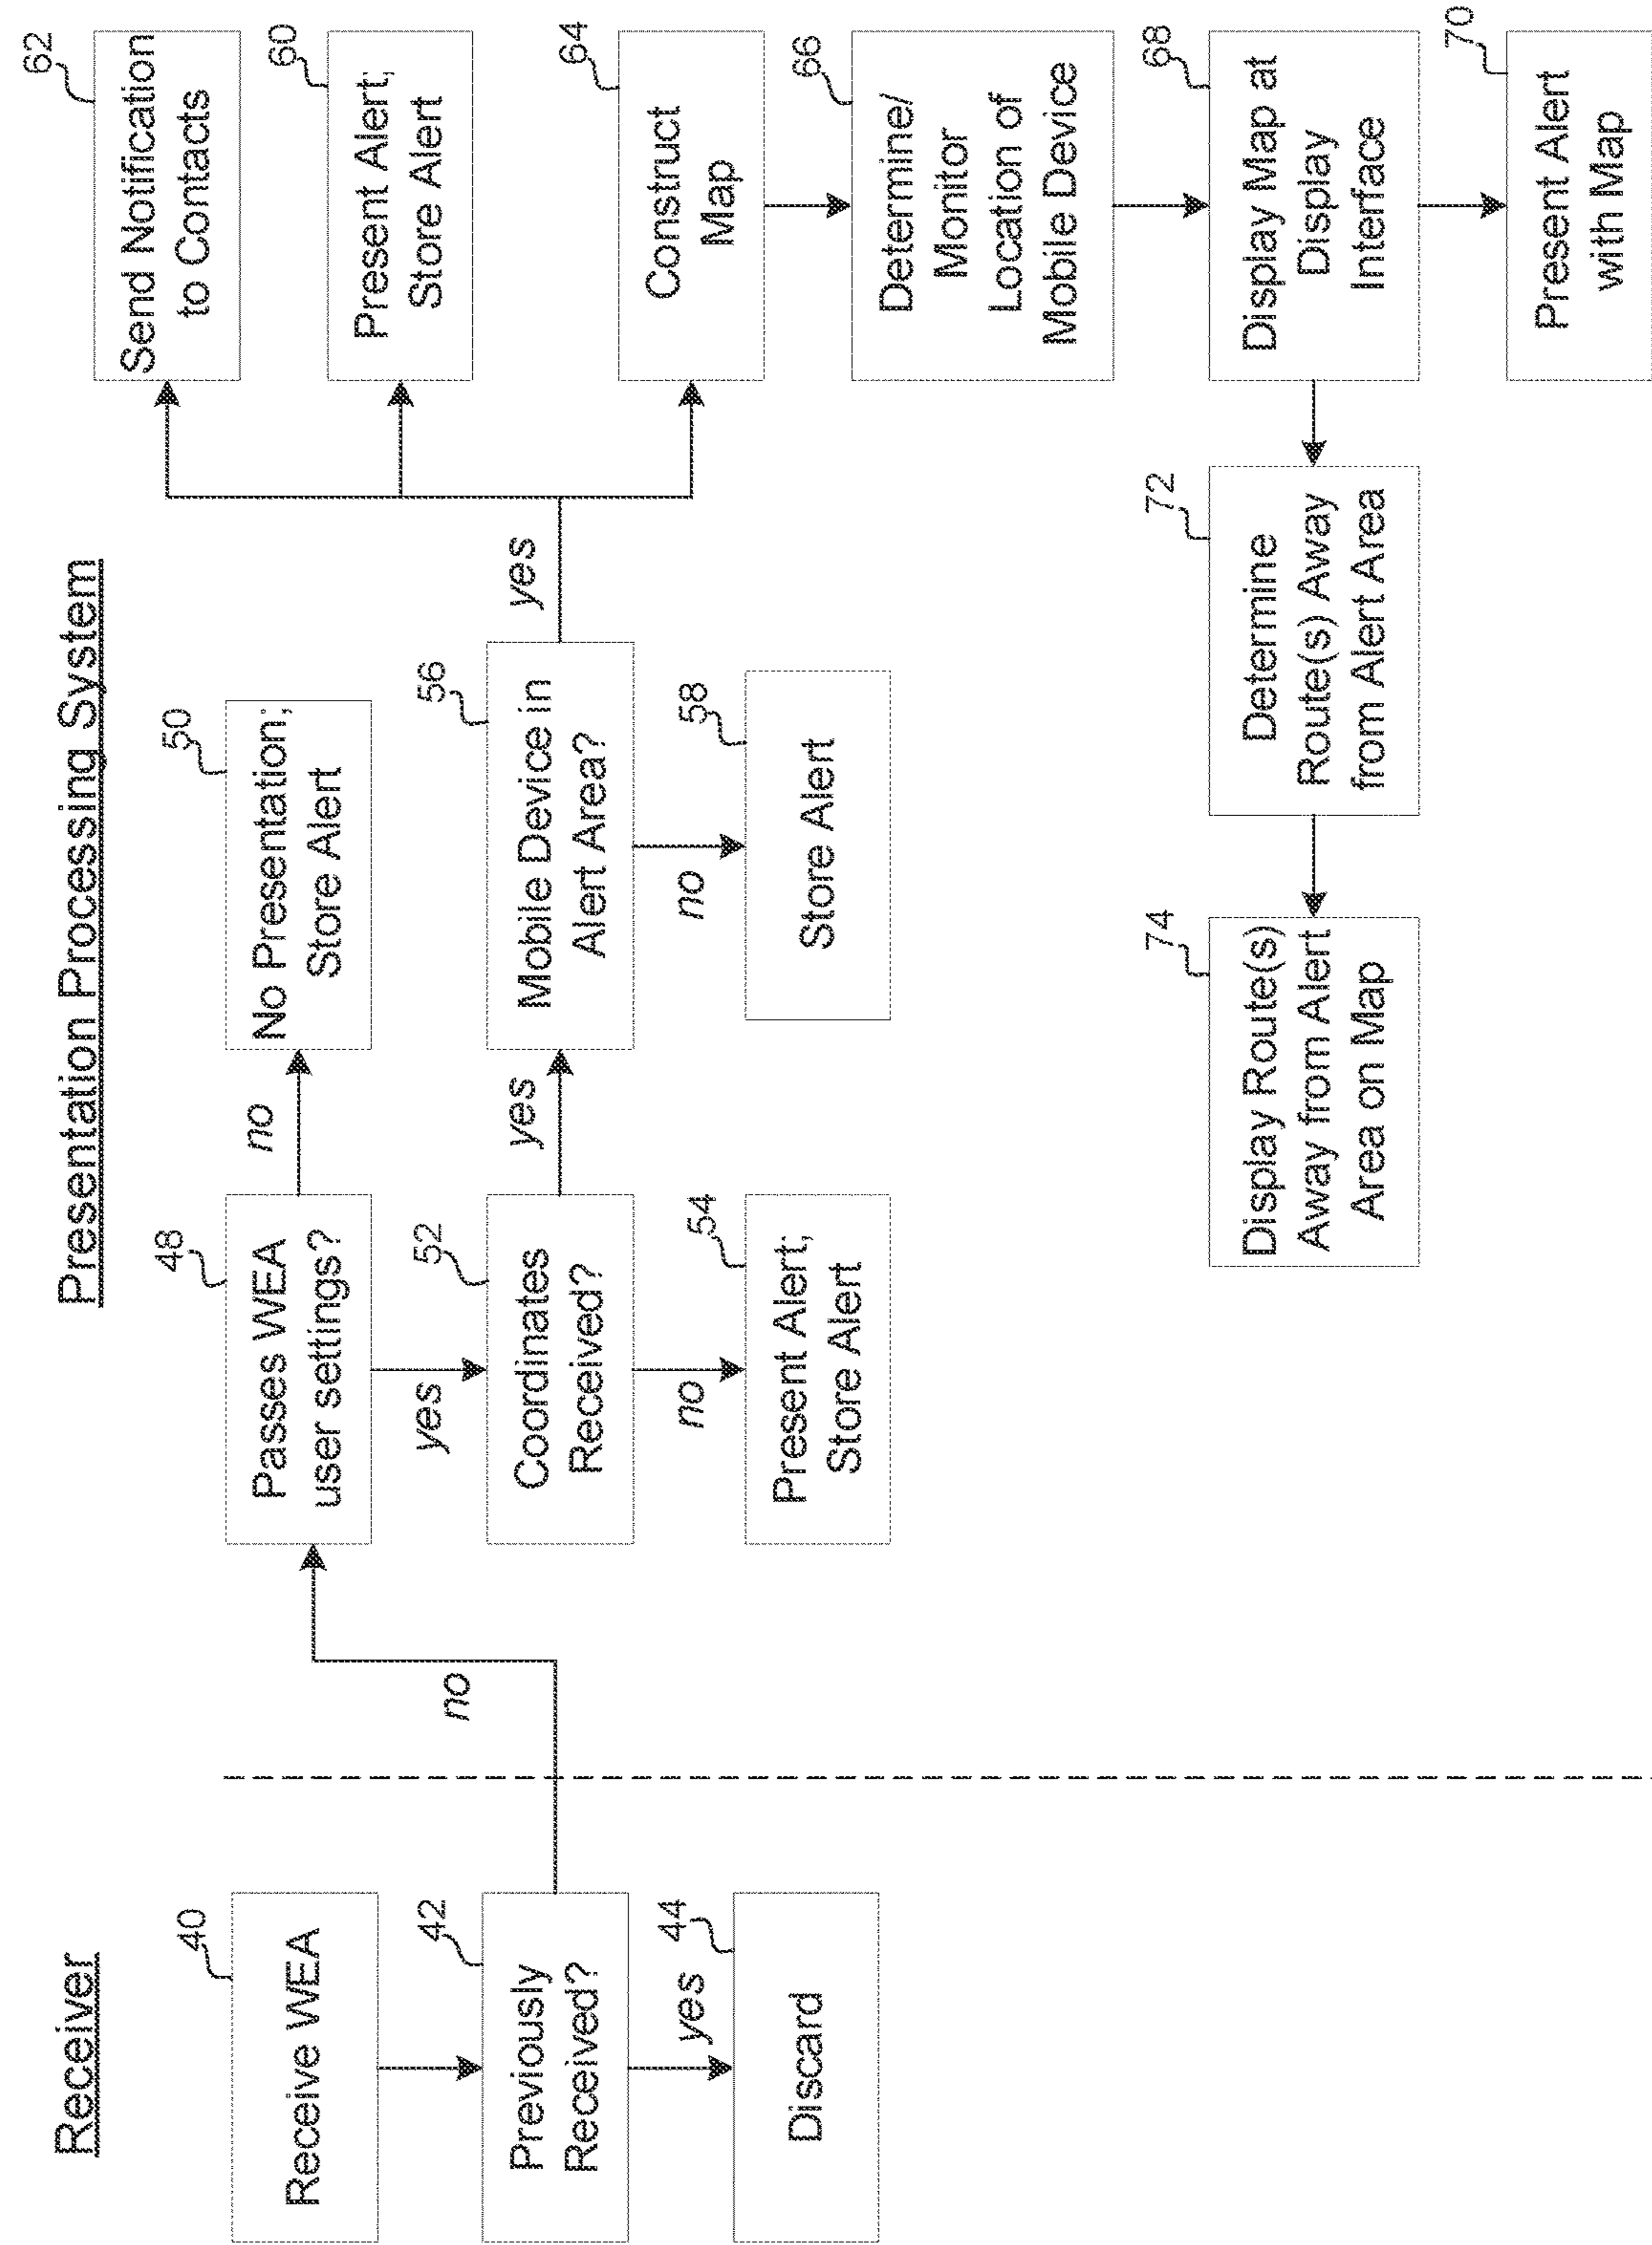 Receiver
40
Receive WEA
42
Previously
Received?
no
yes
44
Discard
Presentation Processing System
48
Passes WEA
user settings?
no
50
No Presentation;
Store Alert
yes
52
Coordinates
Received?
yes
no
54
Present Alert;
Store Alert
56
Mobile Device in
Alert Area?
yes
no
58
Store Alert
62
Send Notification
to Contacts
60
Present Alert;
Store Alert
64
Construct
Map
66
Determine/
Monitor
Location of
Mobile Device
68
Display Map at
Display
Interface
70
Present Alert
with Map
72
Determine
Route(s) Away
from Alert Area
74
Display Route(s)
Away from Alert
Area on Map